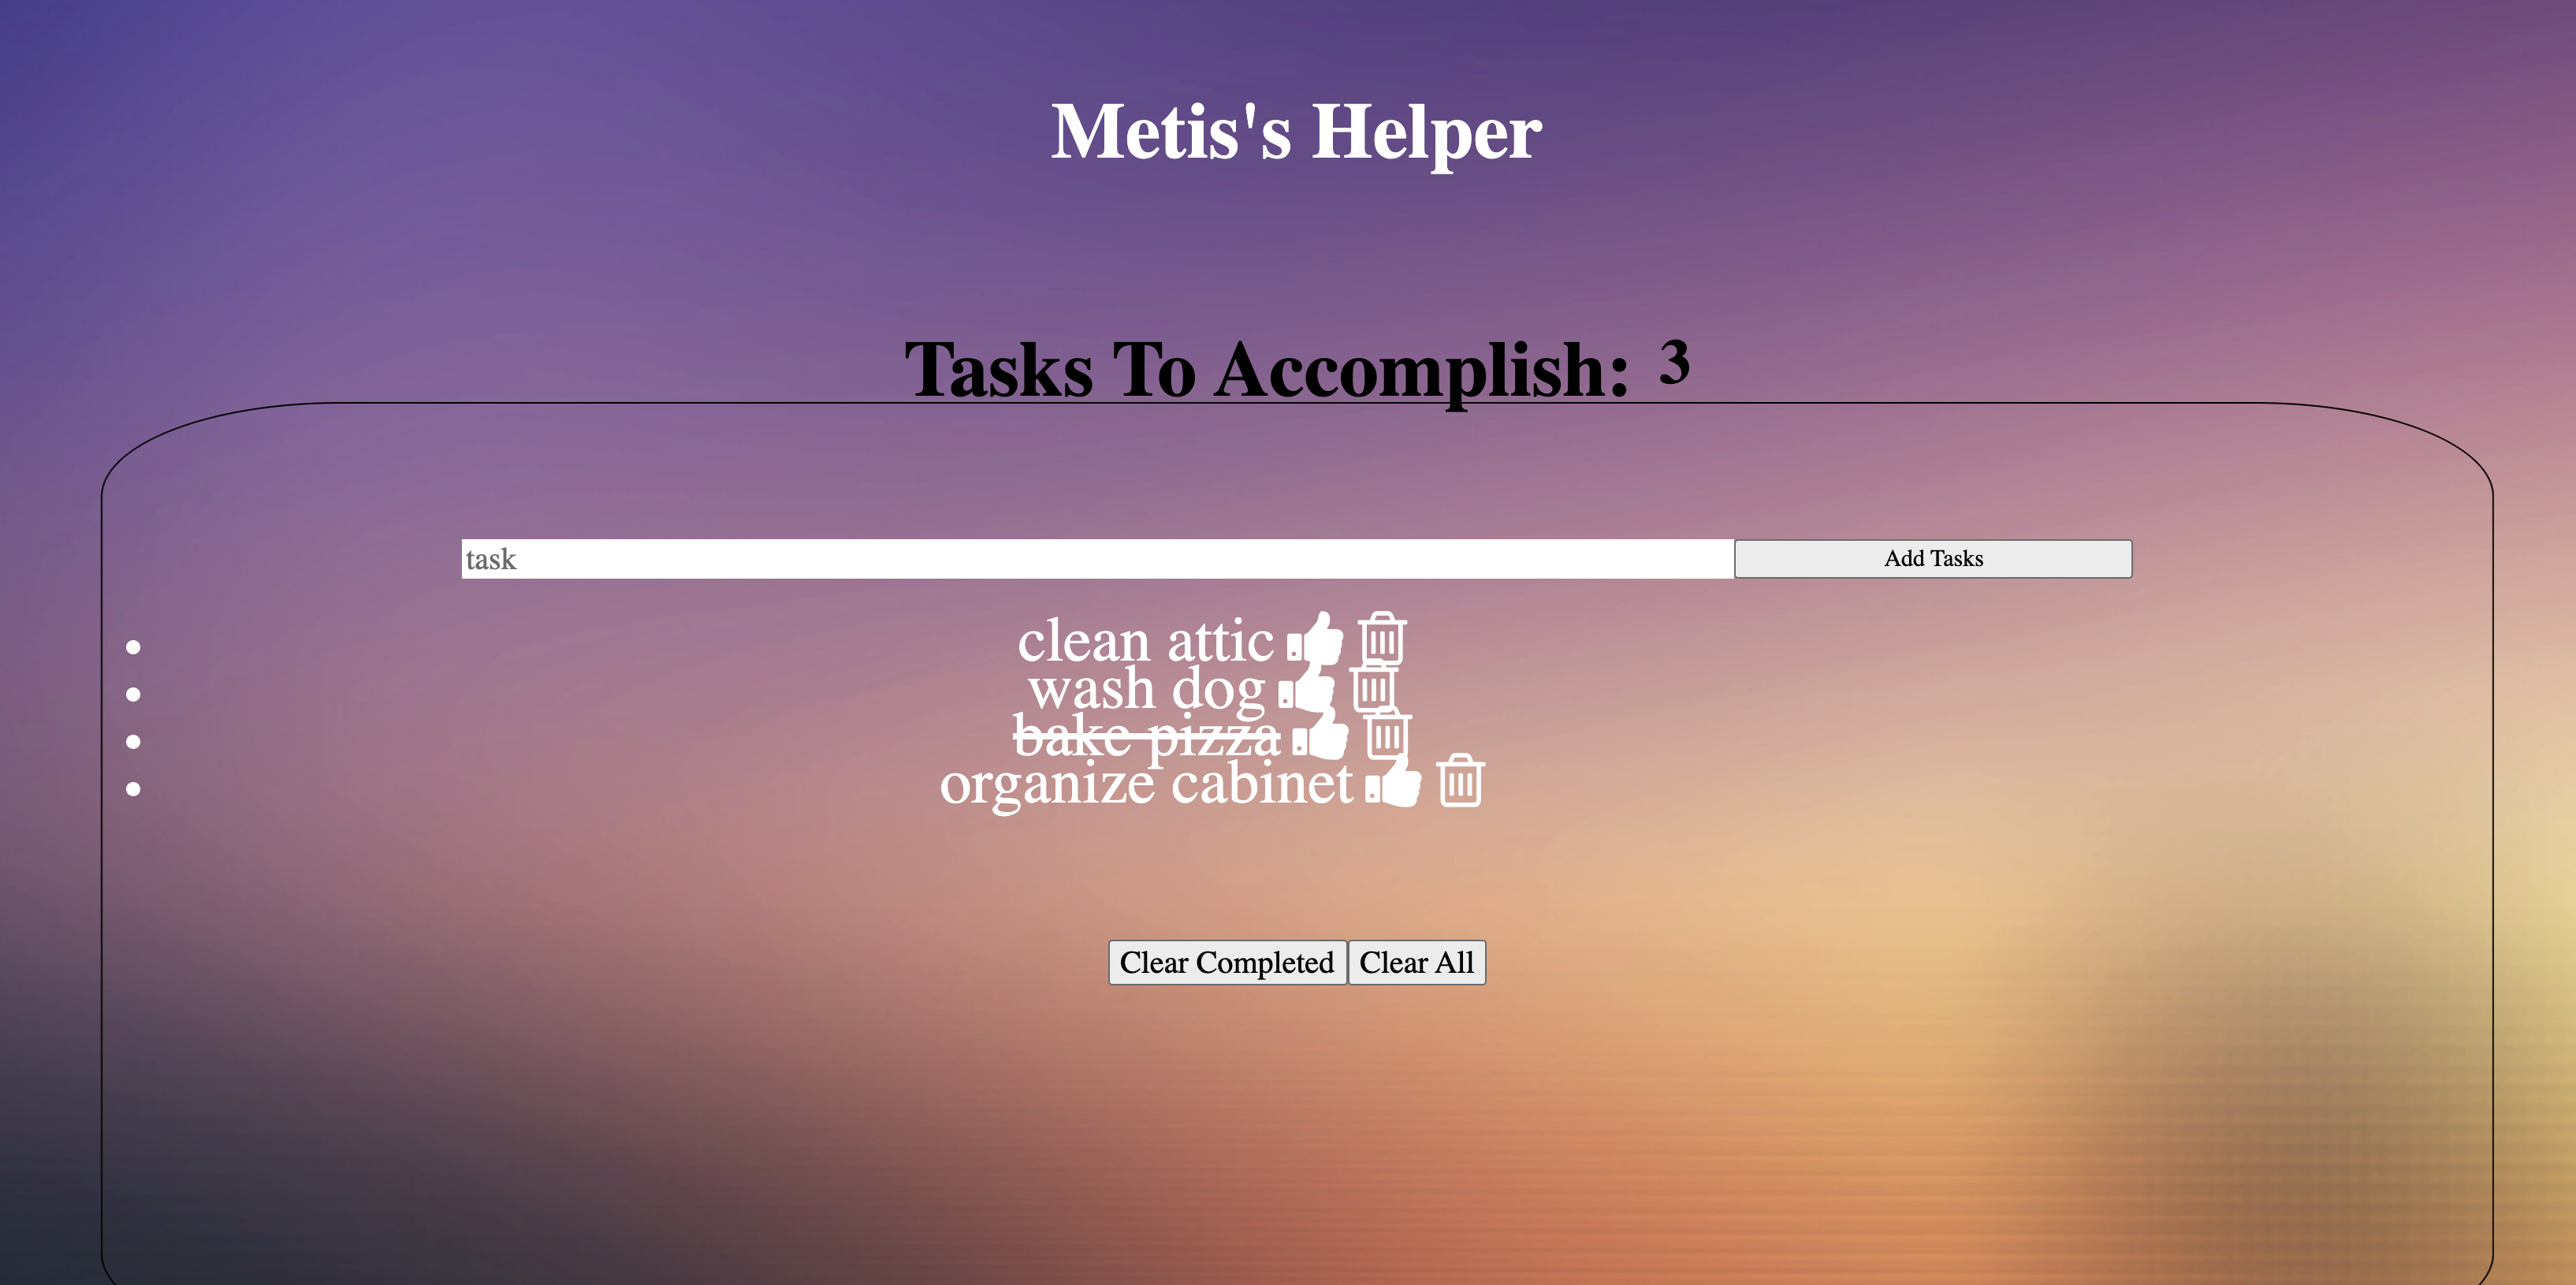 Metis's Helper
Tasks To Accomplish: 3
task Add Tasks
clean attic
wash dog
bake pizza
organize cabinet
Clear Completed Clear All